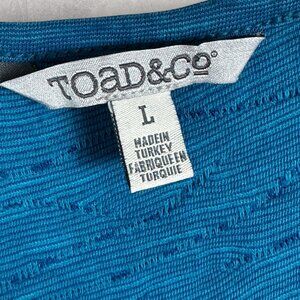 TOAD&CO®
L
MADE IN
TURKEY
FABRIQUE EN
TURQUIE